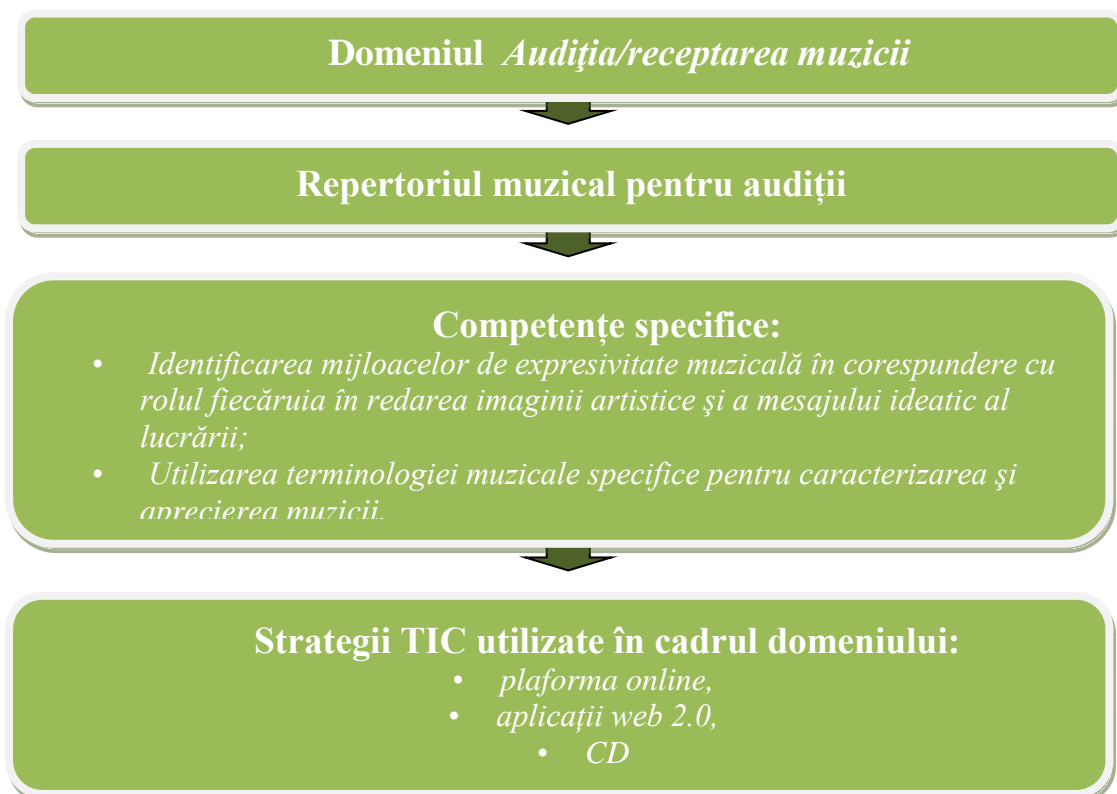 Domeniul Audiţia/receptarea muzicii
Repertoriul muzical pentru audiții
Competențe specifice:
• Identificarea mijloacelor de expresivitate muzicală în corespundere cu
rolul fiecăruia în redarea imaginii artistice şi a mesajului ideatic al
lucrării;
• Utilizarea terminologiei muzicale specifice pentru caracterizarea şi
aprecierea muzicii.
Strategii TIC utilizate în cadrul domeniului:
• plaforma online,
• aplicații web 2.0,
• CD